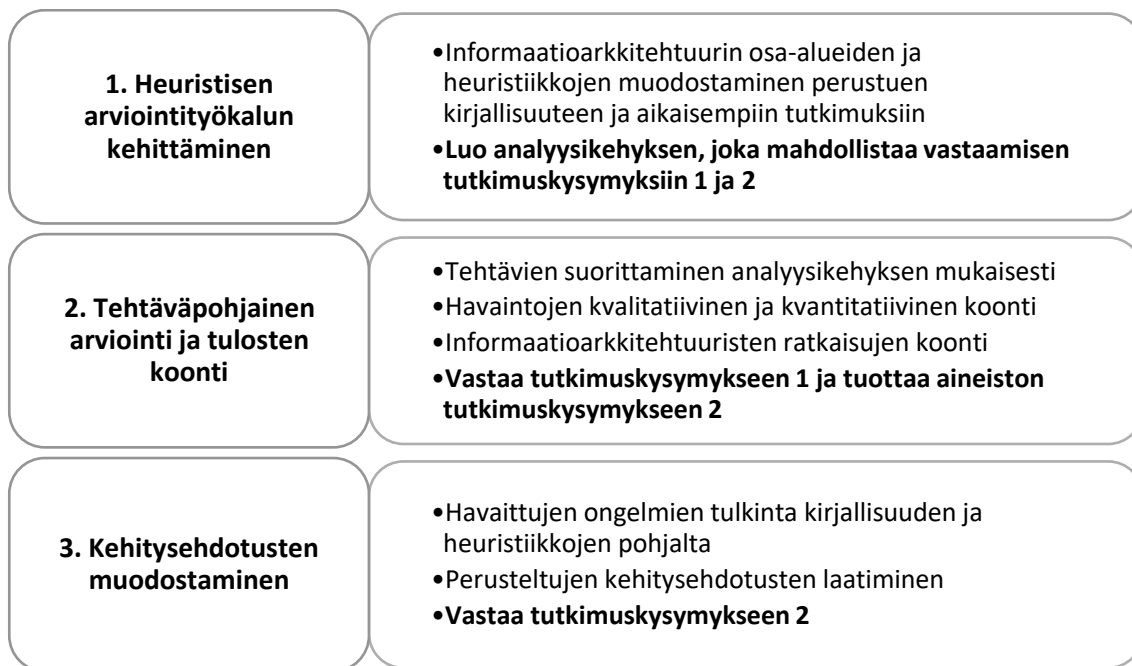 1. Heuristisen
arviointityökalun
kehittäminen
•Informaatioarkkitehtuurin osa-alueiden ja
heuristiikkojen muodostaminen perustuen
kirjallisuuteen ja aikaisempiin tutkimuksiin
•Luo analyysikehyksen, joka mahdollistaa vastaamisen
tutkimuskysymyksiin 1 ja 2
2. Tehtäväpohjainen
arviointi ja tulosten
koonti
•Tehtävien suorittaminen analyysikehyksen mukaisesti
•Havaintojen kvalitatiivinen ja kvantitatiivinen koonti
•Informaatioarkkitehtuuristen ratkaisujen koonti
•Vastaa tutkimuskysymykseen 1 ja tuottaa aineiston
tutkimuskysymykseen 2
3. Kehitysehdotusten
muodostaminen
•Havaittujen ongelmien tulkinta kirjallisuuden ja
heuristiikkojen pohjalta
•Perusteltujen kehitysehdotusten laatiminen
•Vastaa tutkimuskysymykseen 2